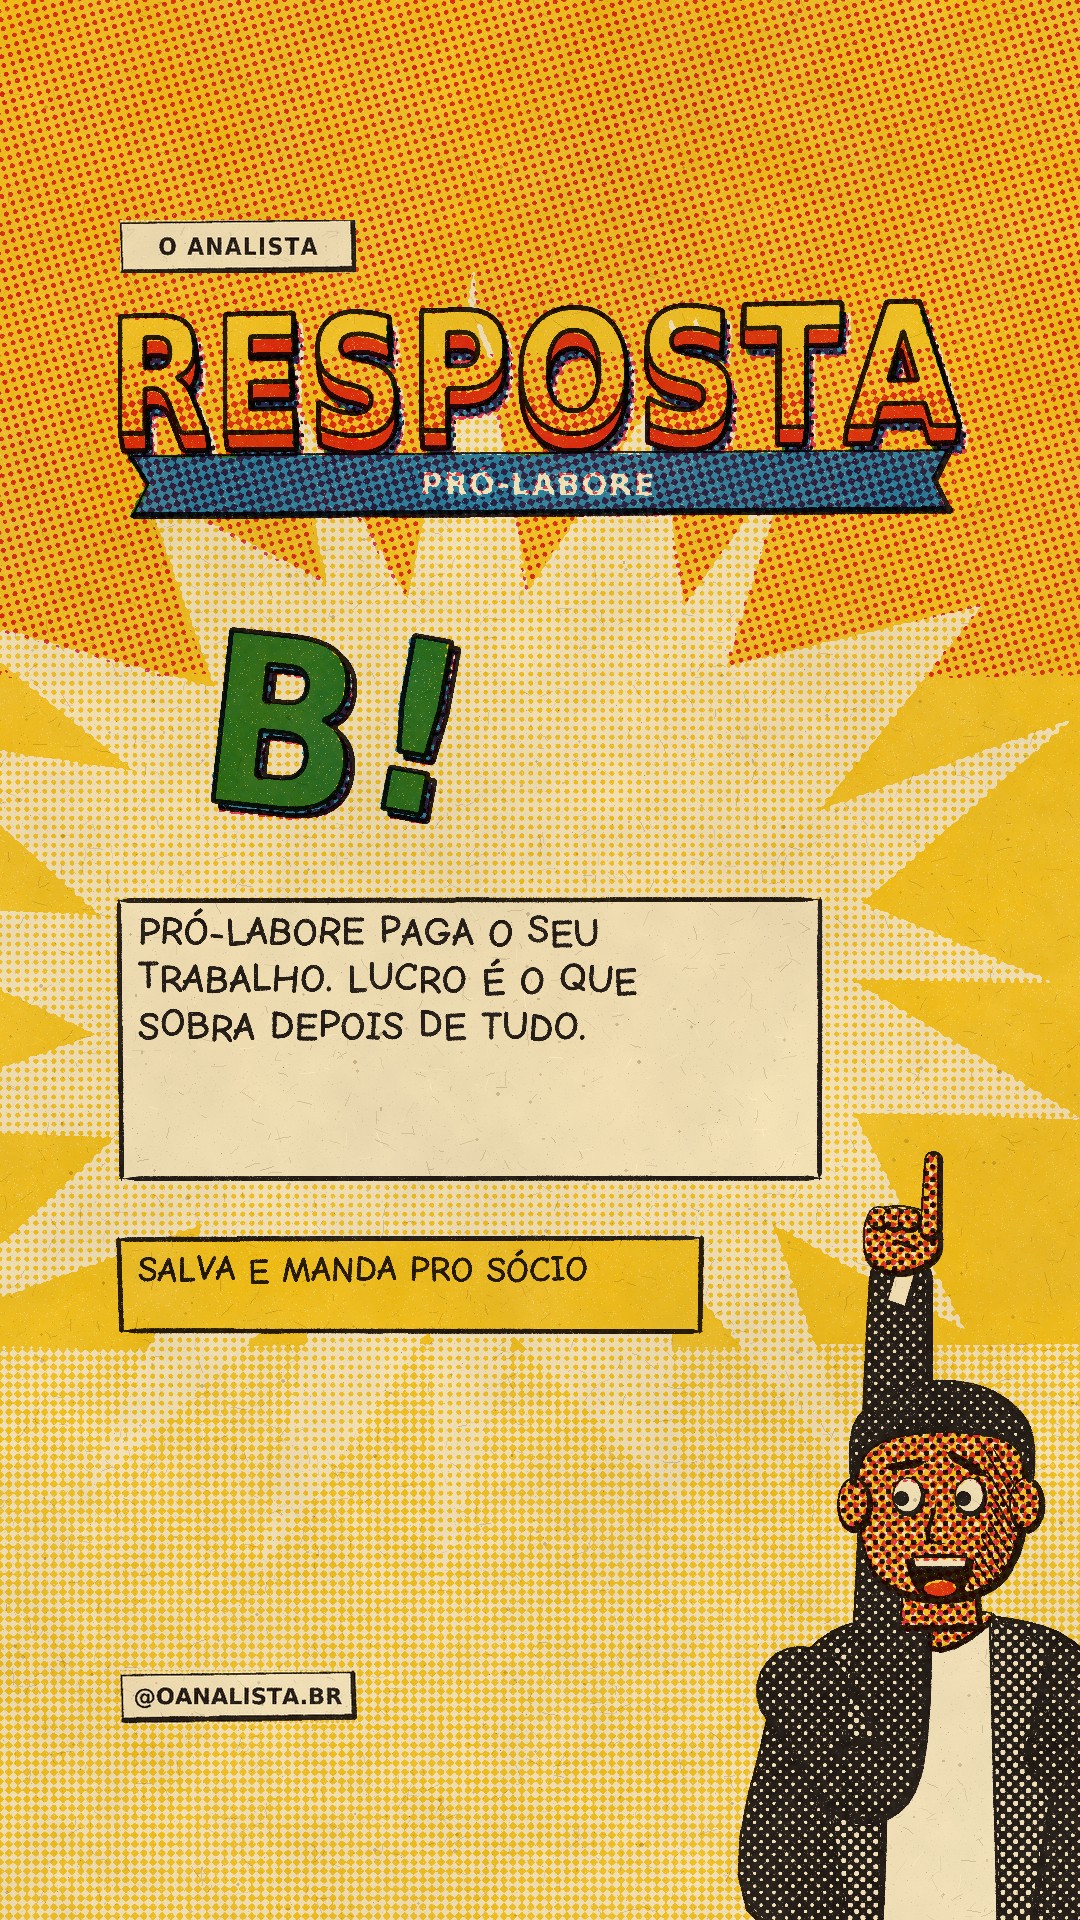 O ANALISTA
RESPOSTA
PRÓ-LABORE
B!
PRÓ-LABORE PAGA O SEU
TRABALHO. LUCRO É O QUE
SOBRA DEPOIS DE TUDO.
SALVA E MANDA PRO SÓCIO
@OANALISTA.BR